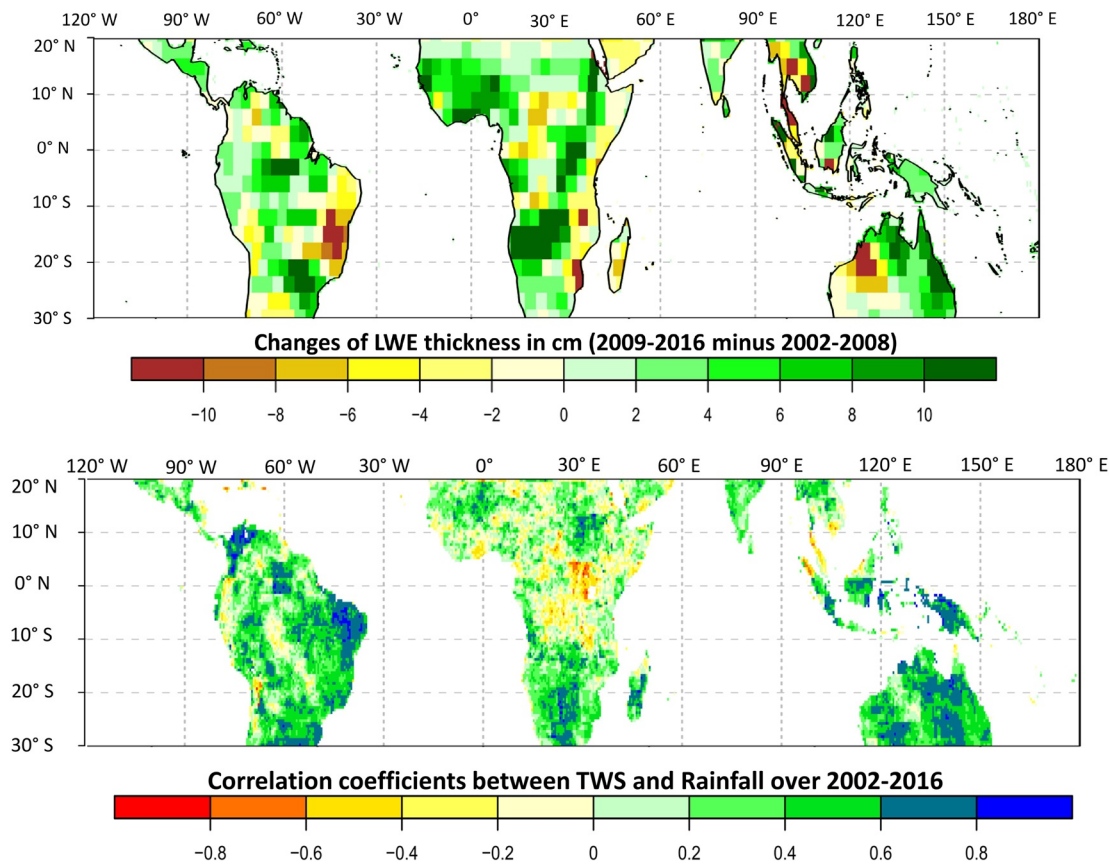 120° W 90° W 60° W 30° W 0° 30° E 60° E 90° E 120° E 150° E 180° E
20° N
10° N
0° N
10° S
20° S
30° S
Changes of LWE thickness in cm (2009-2016 minus 2002-2008)
−10 −8 −6 −4 −2 0 2 4 6 8 10
120° W 90° W 60° W 30° W 0° 30° E 60° E 90° E 120° E 150° E 180° E
20° N
10° N
0° N
10° S
20° S
30° S
Correlation coefficients between TWS and Rainfall over 2002-2016
−0.8 −0.6 −0.4 −0.2 0 0.2 0.4 0.6 0.8